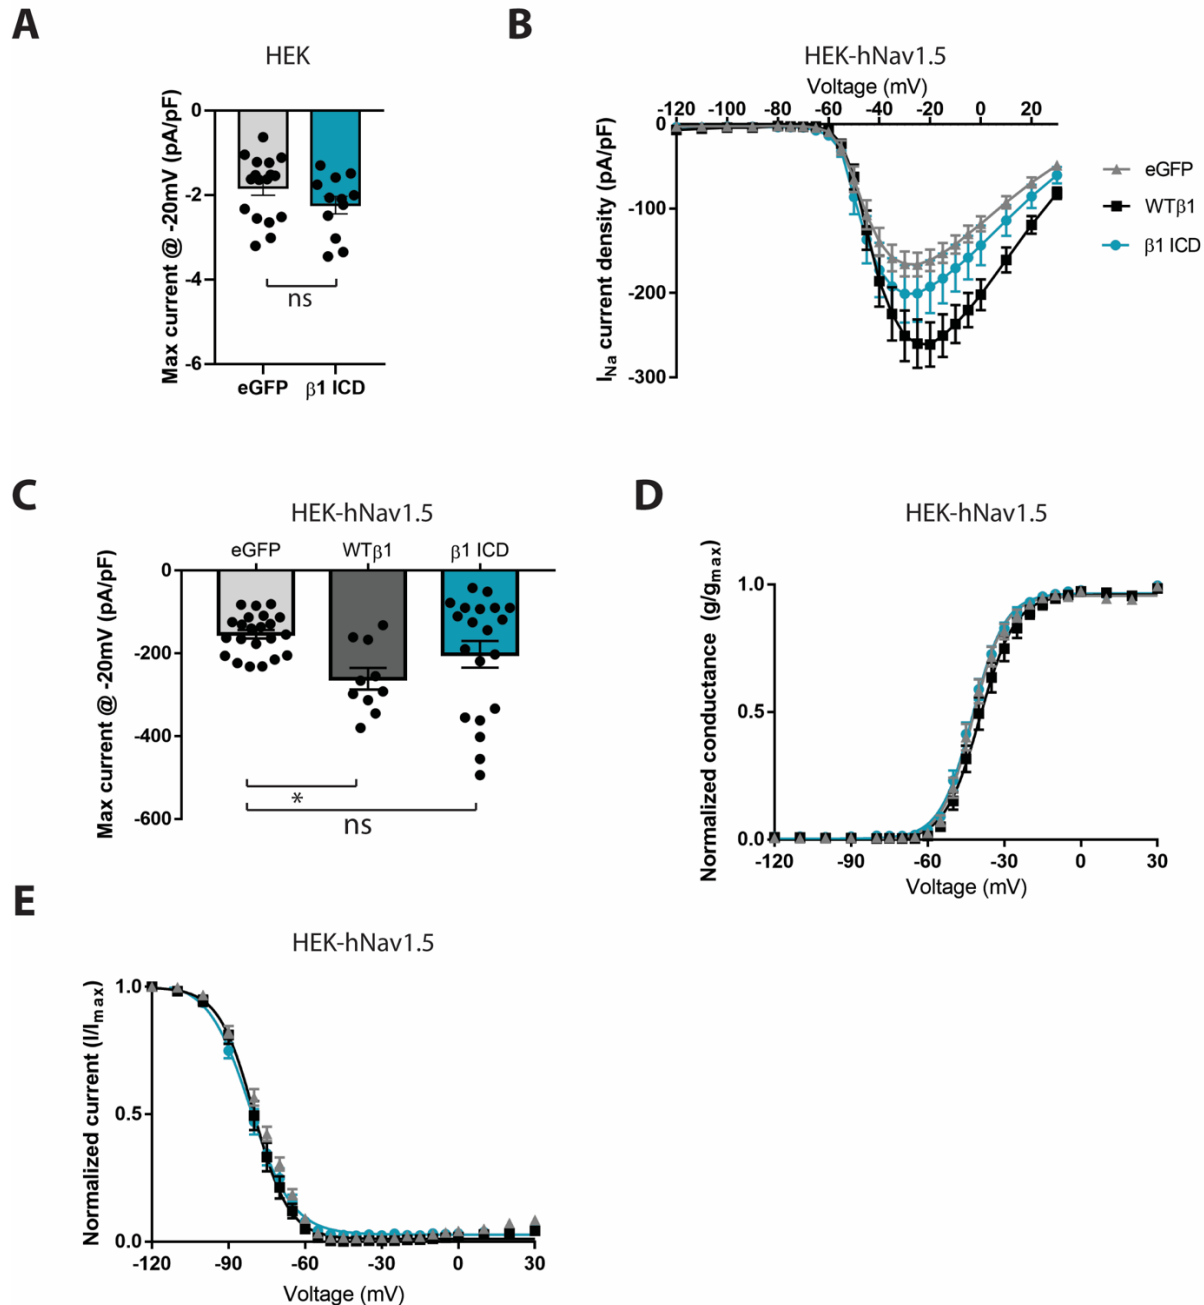 A
HEK
Max current @ -20mV (pA/pF)
0
-2
-4
-6
ns
eGFP
β1 ICD
B
HEK-hNav1.5
Voltage (mV)
-120 -100 -80 -60 -40 -20 0 20
INa current density (pA/pF)
0
-100
-200
-300
eGFP
WTβ1
β1 ICD
C
HEK-hNav1.5
eGFP WTβ1 β1 ICD
Max current @ -20mV (pA/pF)
0
-200
-400
-600
*
ns
D
HEK-hNav1.5
Normalized conductance (g/gmax)
1.0
0.5
0.0
-120 -90 -60 -30 0 30
Voltage (mV)
E
HEK-hNav1.5
Normalized current (I/Imax)
1.0
0.5
0.0
-120 -90 -60 -30 0 30
Voltage (mV)